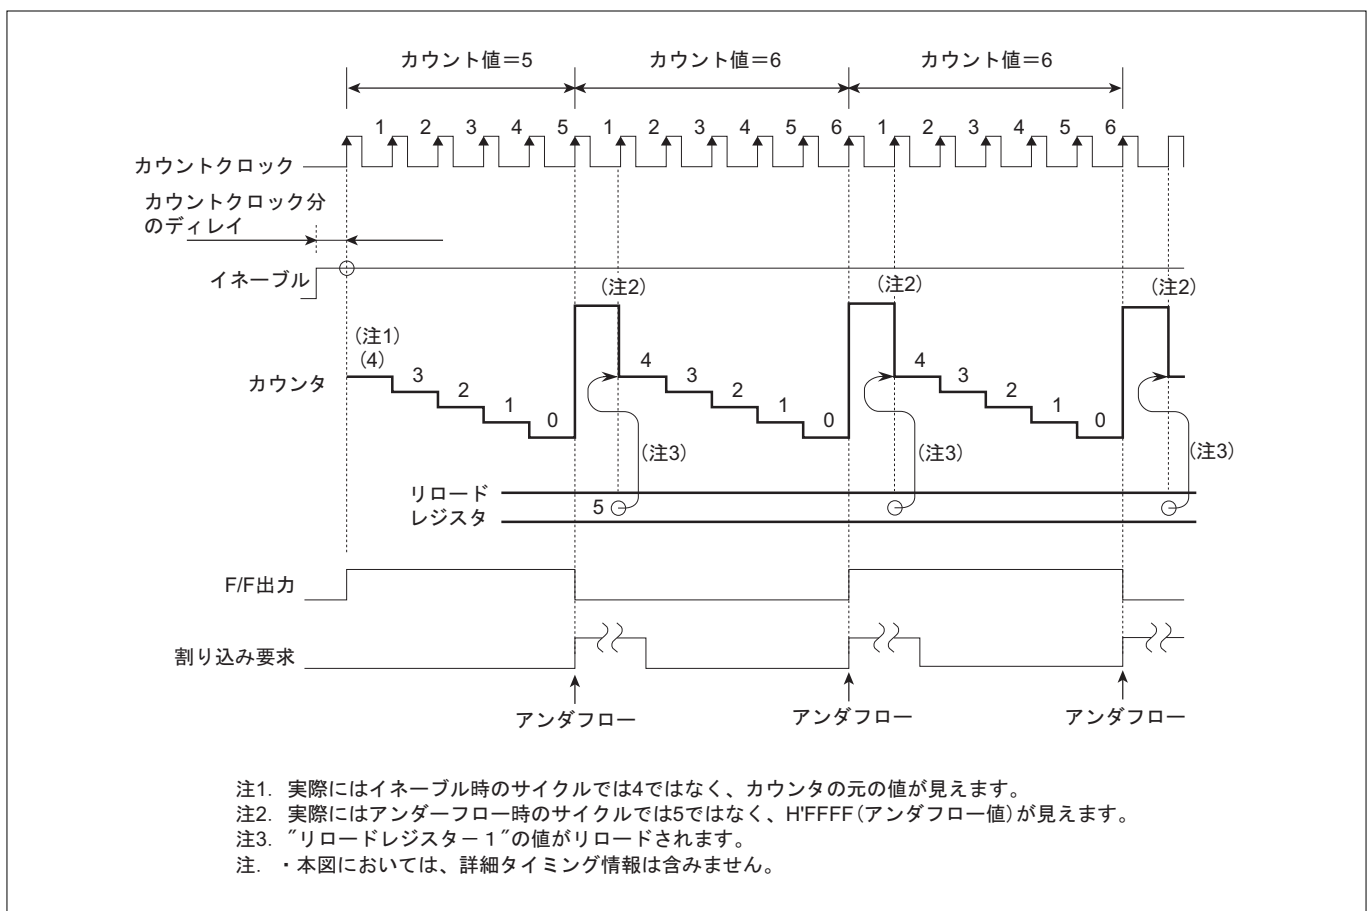 カウント値＝5 カウント値＝6 カウント値＝6
1 2 3 4 5 1 2 3 4 5 6 1 2 3 4 5 6
カウントクロック
カウントクロック分
のディレイ
イネーブル
(注2) (注2) (注2)
(注1)
(4)
カウンタ
3 2 1 0 4 3 2 1 0 4 3 2 1 0
(注3) (注3) (注3)
リロード
レジスタ
5
F/F出力
割り込み要求
アンダフロー アンダフロー アンダフロー
注1. 実際にはイネーブル時のサイクルでは4ではなく、カウンタの元の値が見えます。
注2. 実際にはアンダーフロー時のサイクルでは5ではなく、H'FFFF(アンダフロー値)が見えます。
注3. ″リロードレジスタ－１″の値がリロードされます。
注. ・本図においては、詳細タイミング情報は含みません。